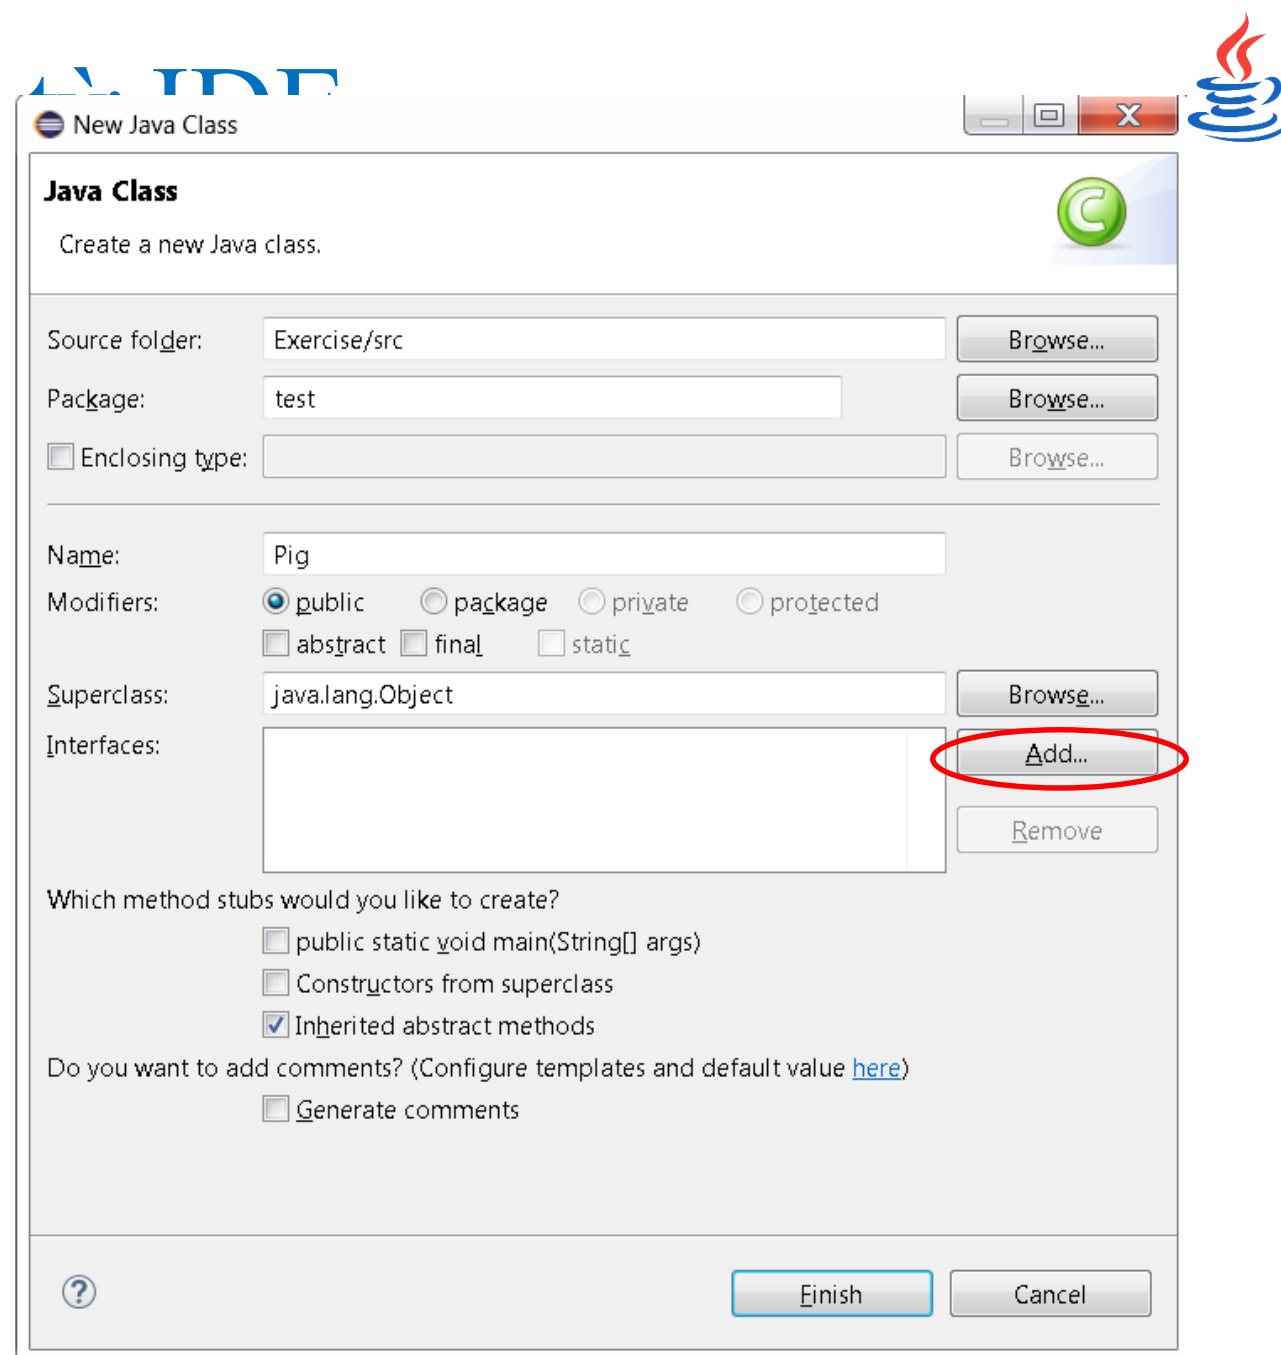 từ IDE
New Java Class
Java Class
Create a new Java class.
Source folder: Exercise/src Browse...
Package: test Browse...
Enclosing type: Browse...
Name: Pig
Modifiers: public package private protected
abstract final static
Superclass: java.lang.Object Browse...
Interfaces: Add...
Remove
Which method stubs would you like to create?
public static void main(String[] args)
Constructors from superclass
Inherited abstract methods
Do you want to add comments? (Configure templates and default value here)
Generate comments
Finish Cancel